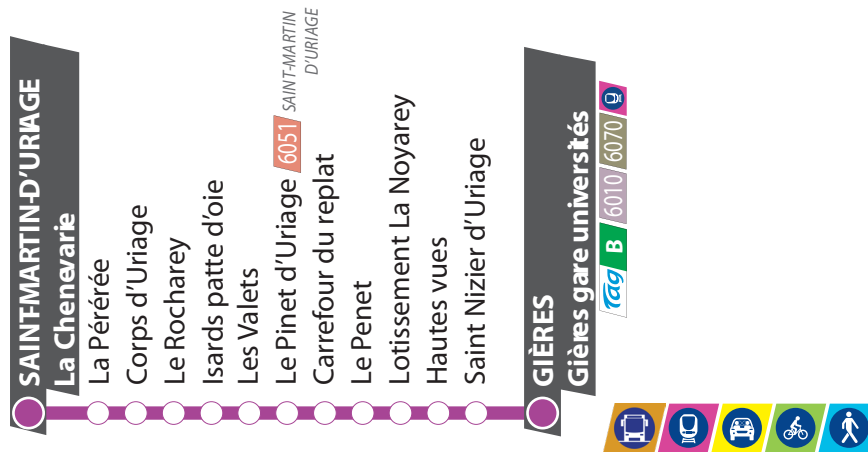 SAINT-MARTIN-D'URIAGE
La Chenevarie
La Pérérée
Corps d'Uriage
Le Rocharey
Isards patte d'oie
Les Valets
Le Pinet d'Uriage 6051 SAINT-MARTIN
D'URIAGE
Carrefour du replat
Le Penet
Lotissement La Noyarey
Hautes vues
Saint Nizier d'Uriage
GIÈRES
Gières gare universités
Tag B 6010 6070